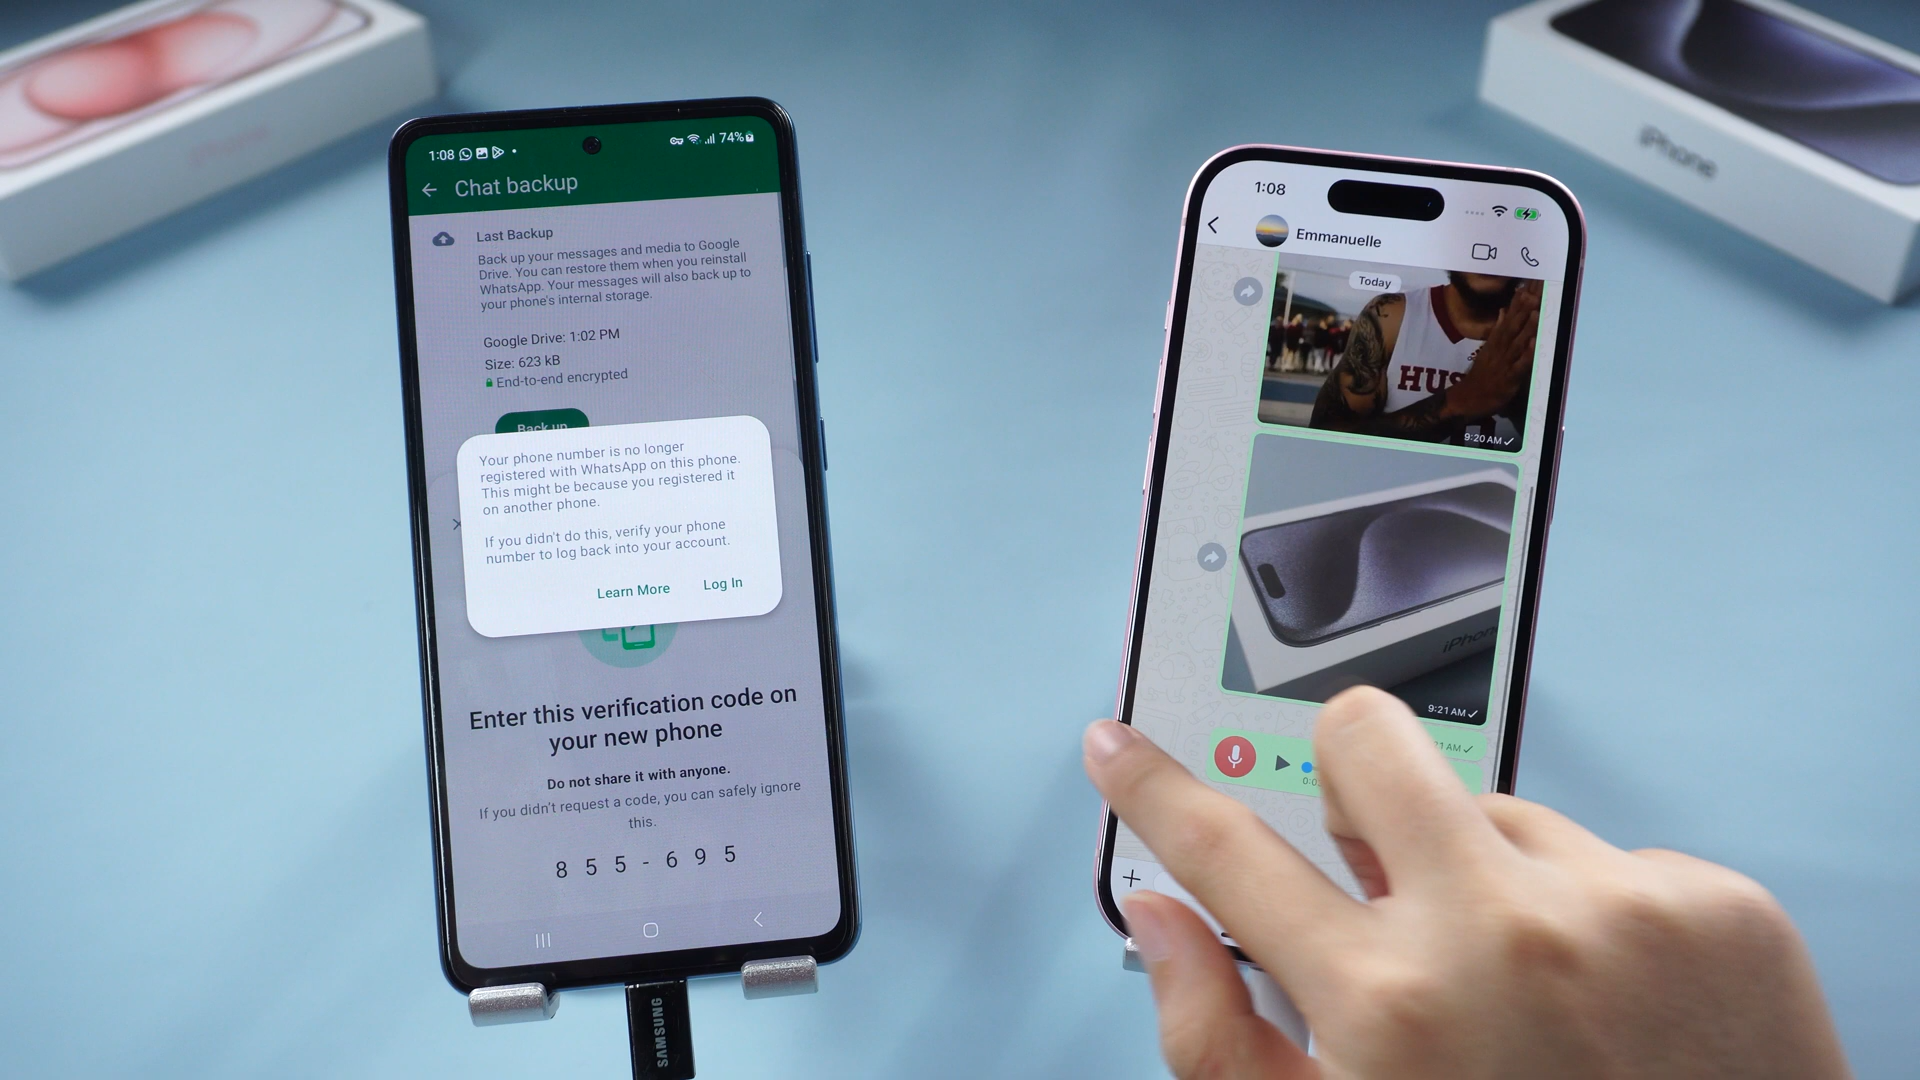 iPhone
1:08
74%
Chat backup
Last Backup
Back up your messages and media to Google
Drive. You can restore them when you reinstall
WhatsApp. Your messages will also back up to
your phone's internal storage.
Google Drive: 1:02 PM
Size: 623 kB
End-to-end encrypted
Back up
Your phone number is no longer
registered with WhatsApp on this phone.
This might be because you registered it
on another phone.
If you didn't do this, verify your phone
number to log back into your account.
Learn More
Log In
Enter this verification code on
your new phone
Do not share it with anyone.
If you didn't request a code, you can safely ignore
this.
855-695
SAMSUNG
1:08
Emmanuelle
Today
HUS
9:20 AM
iPhone
9:21 AM
iPhone